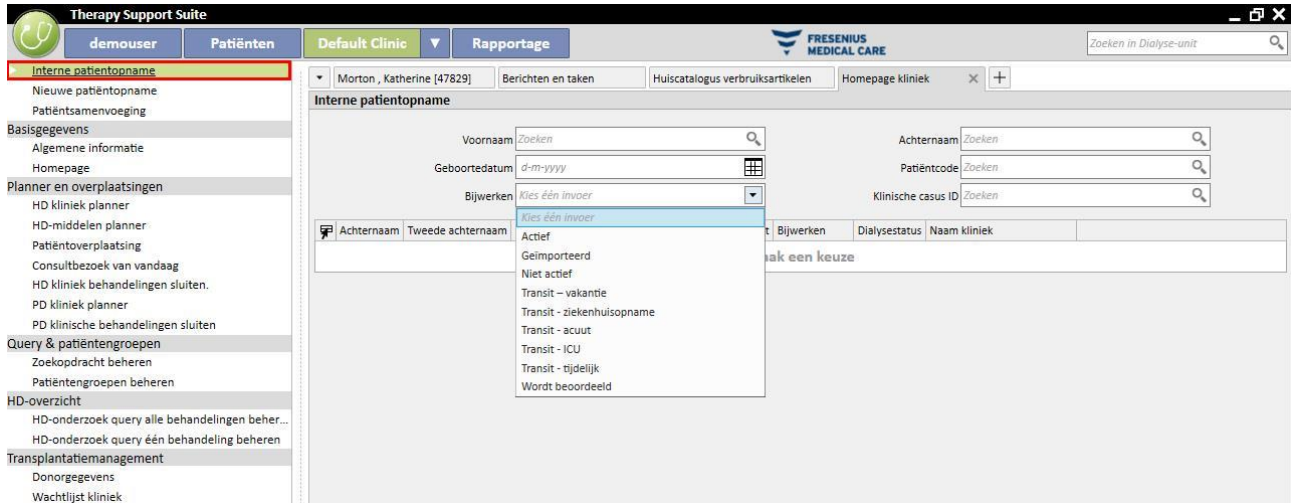 Therapy Support Suite
demouser Patiënten Default Clinic Rapportage FRESENIUS MEDICAL CARE Zoeken in Dialyse-unit
Interne patientopname
Nieuwe patiëntopname
Patiëntsamenvoeging
Basisgegevens
Algemene informatie
Homepage
Planner en overplaatsingen
HD kliniek planner
HD-middelen planner
Patiëntoverplaatsing
Consultbezoek van vandaag
HD kliniek behandelingen sluiten.
PD kliniek planner
PD klinische behandelingen sluiten
Query & patiëntengroepen
Zoekopdracht beheren
Patiëntengroepen beheren
HD-overzicht
HD-onderzoek query alle behandelingen beher...
HD-onderzoek query één behandeling beheren
Transplantatiemanagement
Donorgegevens
Wachtlijst kliniek
Morton , Katherine [47829] Berichten en taken Huiscatalogus verbruiksartikelen Homepage kliniek
Interne patientopname
Voornaam Zoeken Achternaam Zoeken
Geboortedatum d-m-yyyy Patiëntcode Zoeken
Bijwerken Kies één invoer Klinische casus ID Zoeken
Achternaam Tweede achternaam t Bijwerken Dialysestatus Naam kliniek
ak een keuze
Kies één invoer
Actief
Geïmporteerd
Niet actief
Transit – vakantie
Transit - ziekenhuisopname
Transit - acuut
Transit - ICU
Transit - tijdelijk
Wordt beoordeeld